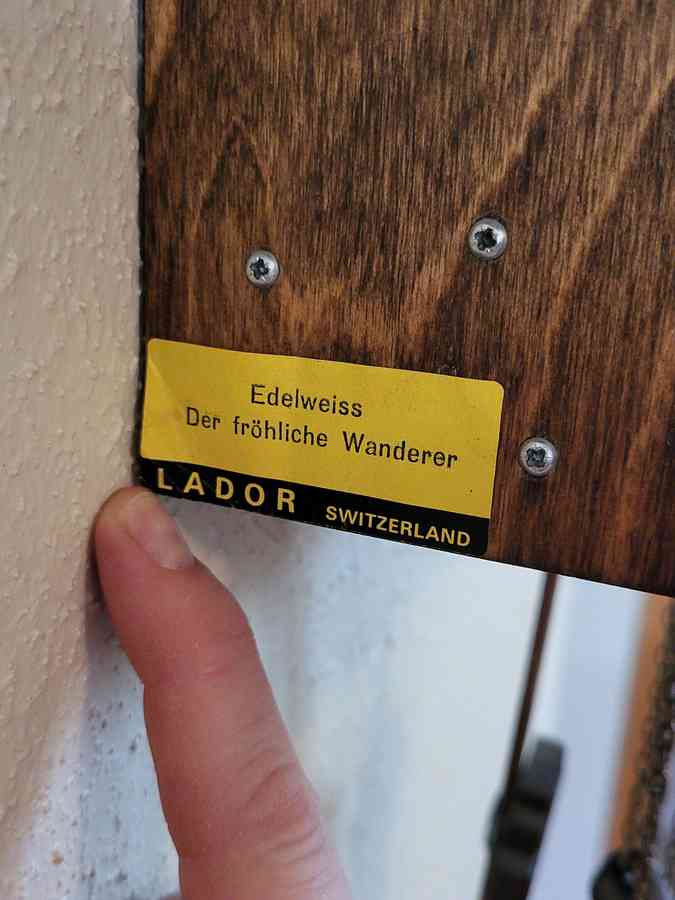 Edelweiss
Der fröhliche Wanderer
LADOR SWITZERLAND